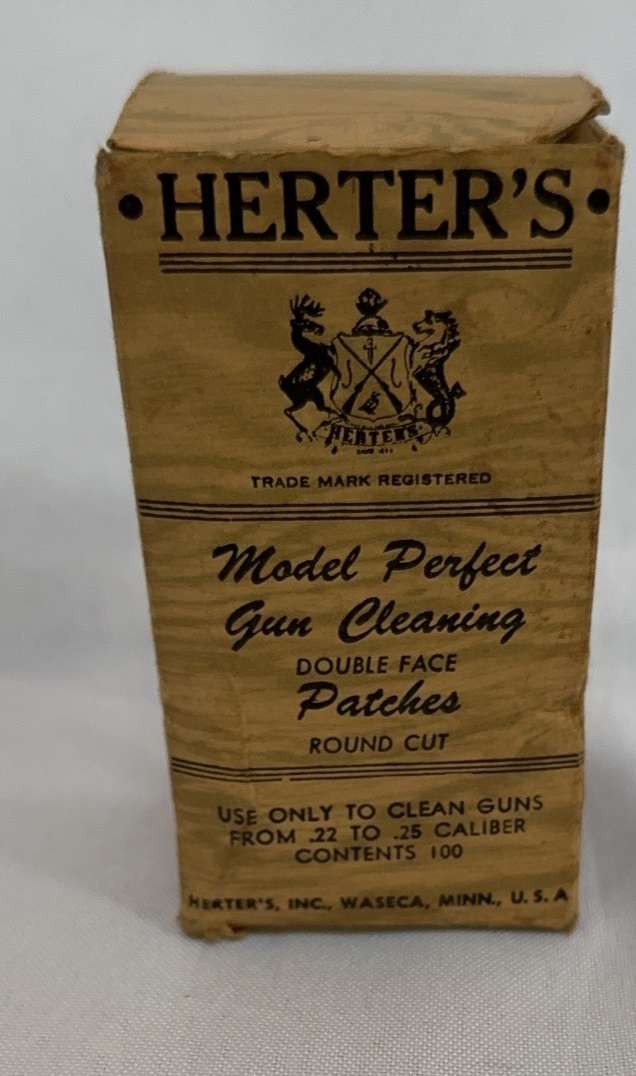 • HERTER'S •
HERTER'S
TRADE MARK REGISTERED
Model Perfect
Gun Cleaning
DOUBLE FACE
Patches
ROUND CUT
USE ONLY TO CLEAN GUNS
FROM .22 TO .25 CALIBER
CONTENTS 100
HERTER'S, INC., WASECA, MINN., U. S. A